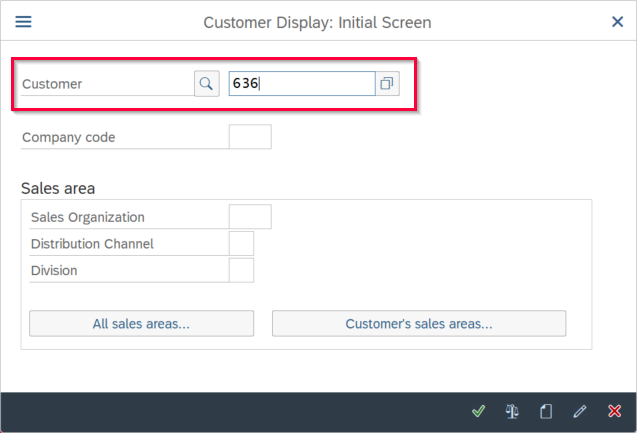 Customer Display: Initial Screen
Customer
636
Company code
Sales area
Sales Organization
Distribution Channel
Division
All sales areas...
Customer's sales areas...